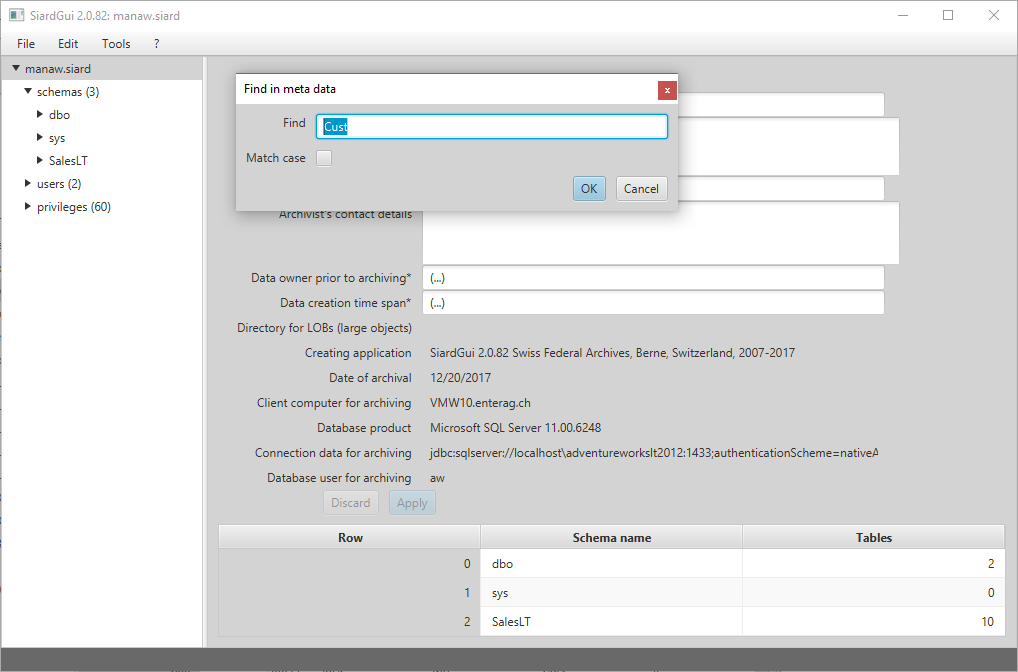 SiardGui 2.0.82: manaw.siard
File Edit Tools ?
manaw.siard
schemas (3)
dbo
sys
SalesLT
users (2)
privileges (60)
Find in meta data
x
Find Cust
Match case
OK Cancel
Archivist's contact details
Data owner prior to archiving* (...)
Data creation time span* (...)
Directory for LOBs (large objects)
Creating application SiardGui 2.0.82 Swiss Federal Archives, Berne, Switzerland, 2007-2017
Date of archival 12/20/2017
Client computer for archiving VMW10.enterag.ch
Database product Microsoft SQL Server 11.00.6248
Connection data for archiving jdbc:sqlserver://localhost\adventureworkslt2012:1433;authenticationScheme=nativeA
Database user for archiving aw
Discard Apply
Row Schema name Tables
0 dbo 2
1 sys 0
2 SalesLT 10